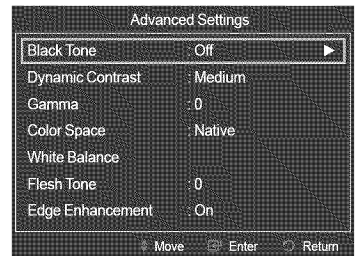 Advanced Settings
Black Tone : Off
Dynamic Contrast : Medium
Gamma : 0
Color Space : Native
White Balance
Flesh Tone : 0
Edge Enhancement : On
Move Enter Return